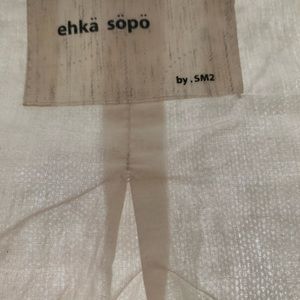 ehkä söpö
by . SM2